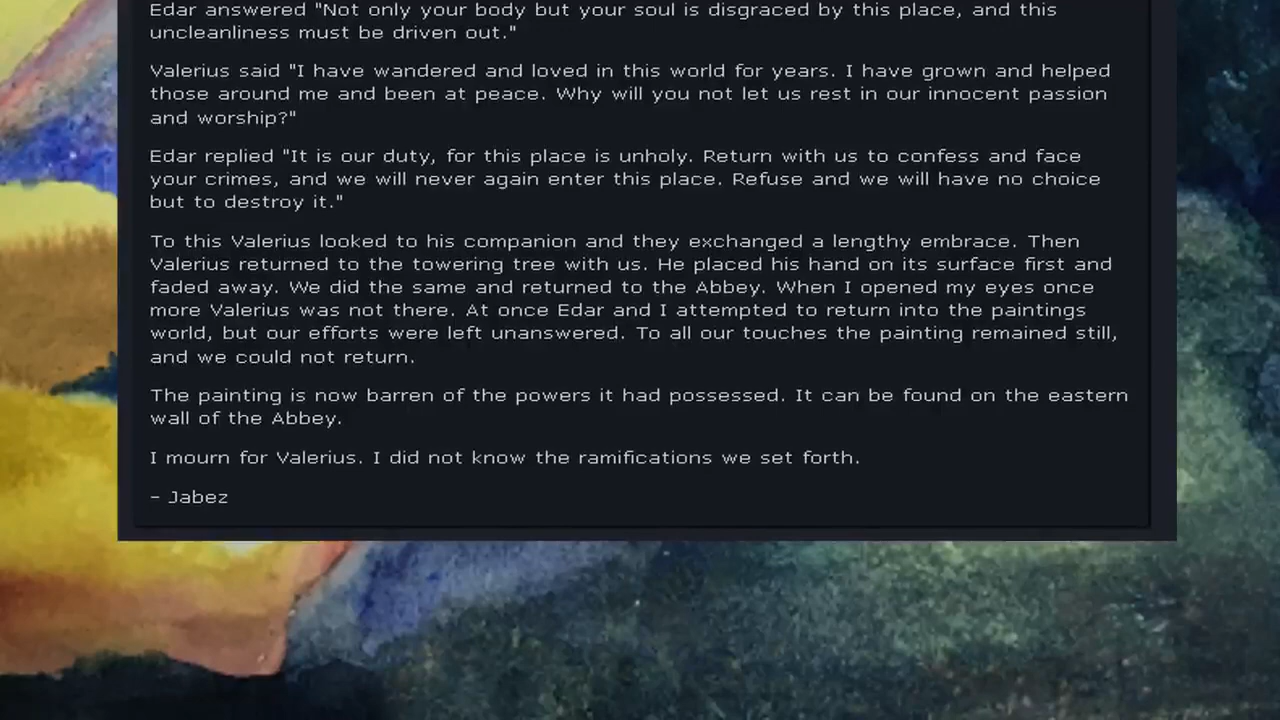 Edar answered "Not only your body but your soul is disgraced by this place, and this
uncleanliness must be driven out."
Valerius said "I have wandered and loved in this world for years. I have grown and helped
those around me and been at peace. Why will you not let us rest in our innocent passion
and worship?"
Edar replied "It is our duty, for this place is unholy. Return with us to confess and face
your crimes, and we will never again enter this place. Refuse and we will have no choice
but to destroy it."
To this Valerius looked to his companion and they exchanged a lengthy embrace. Then
Valerius returned to the towering tree with us. He placed his hand on its surface first and
faded away. We did the same and returned to the Abbey. When I opened my eyes once
more Valerius was not there. At once Edar and I attempted to return into the paintings
world, but our efforts were left unanswered. To all our touches the painting remained still,
and we could not return.
The painting is now barren of the powers it had possessed. It can be found on the eastern
wall of the Abbey.
I mourn for Valerius. I did not know the ramifications we set forth.
- Jabez